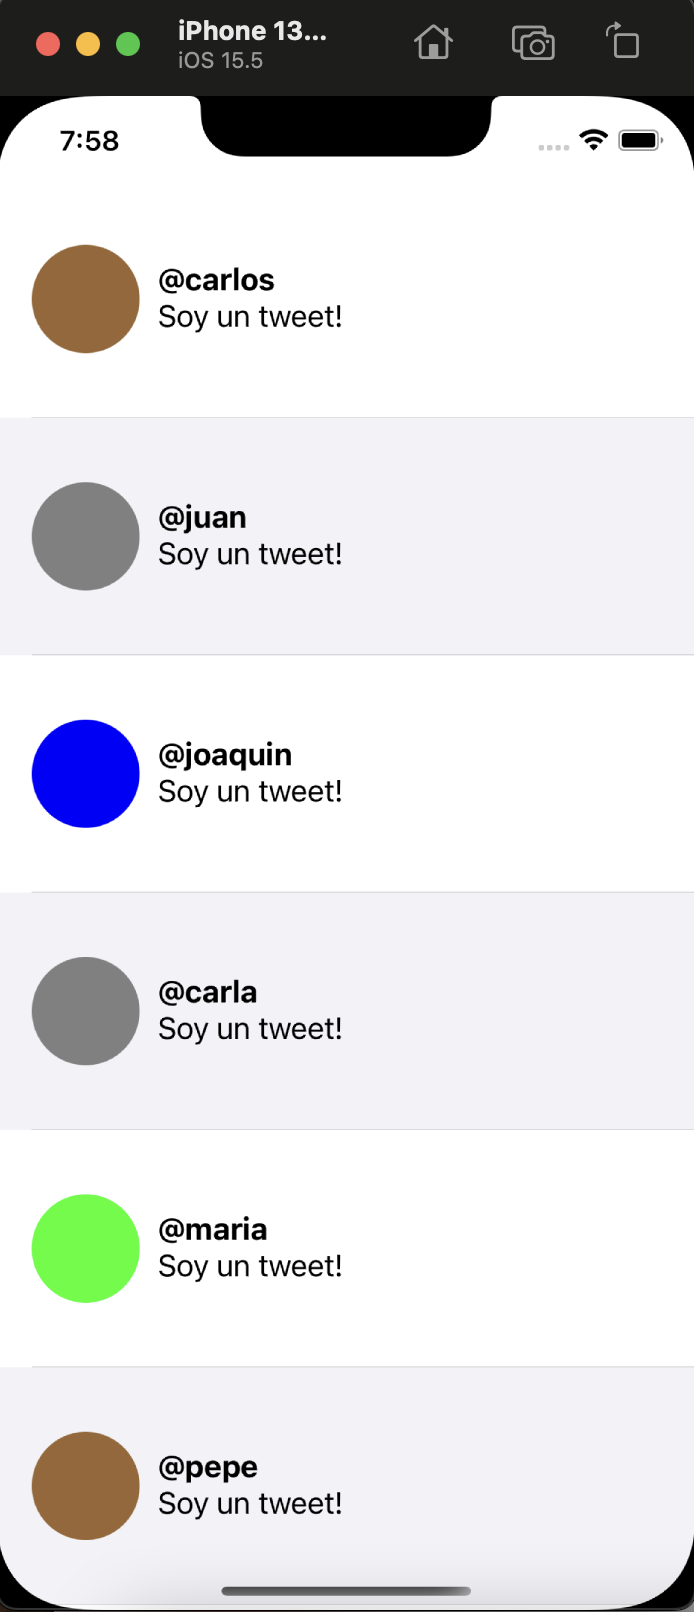 iPhone 13...
iOS 15.5
7:58
@carlos
Soy un tweet!
@juan
Soy un tweet!
@joaquin
Soy un tweet!
@carla
Soy un tweet!
@maria
Soy un tweet!
@pepe
Soy un tweet!